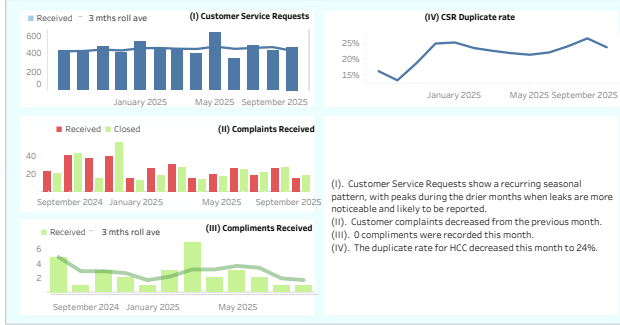 Received 3 mths roll ave (I) Customer Service Requests
600
400
200
0
January 2025 May 2025 September 2025
(IV) CSR Duplicate rate
25%
20%
15%
January 2025 May 2025 September 2025
Received Closed (II) Complaints Received
40
20
September 2024 January 2025 May 2025 September 2025
Received 3 mths roll ave (III) Compliments Received
6
4
2
September 2024 January 2025 May 2025
(I). Customer Service Requests show a recurring seasonal
pattern, with peaks during the drier months when leaks are more
noticeable and likely to be reported.
(II). Customer complaints decreased from the previous month.
(III). 0 compliments were recorded this month.
(IV). The duplicate rate for HCC decreased this month to 24%.